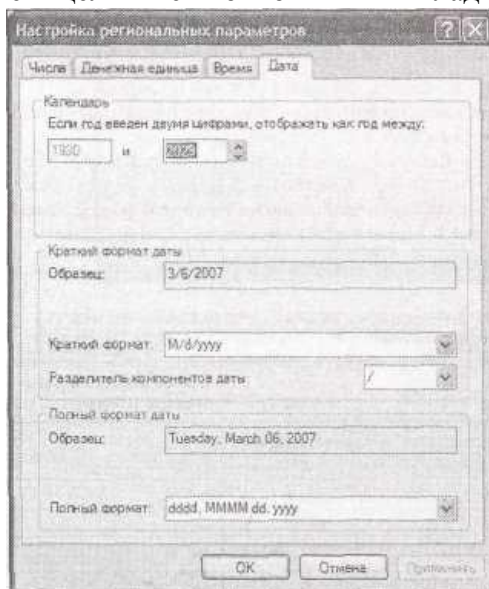 Настройка региональных параметров
Числа Денежная единица Время Дата
Календарь
Если год введен двумя цифрами, отображать как год между:
1930 и 2029
Краткий формат даты
Образец: 3/6/2007
Краткий формат: M/d/yyyy
Разделитель компонентов даты: /
Полный формат даты
Образец: Tuesday, March 06, 2007
Полный формат: dddd, MMMM dd, yyyy
OK Отмена Применить